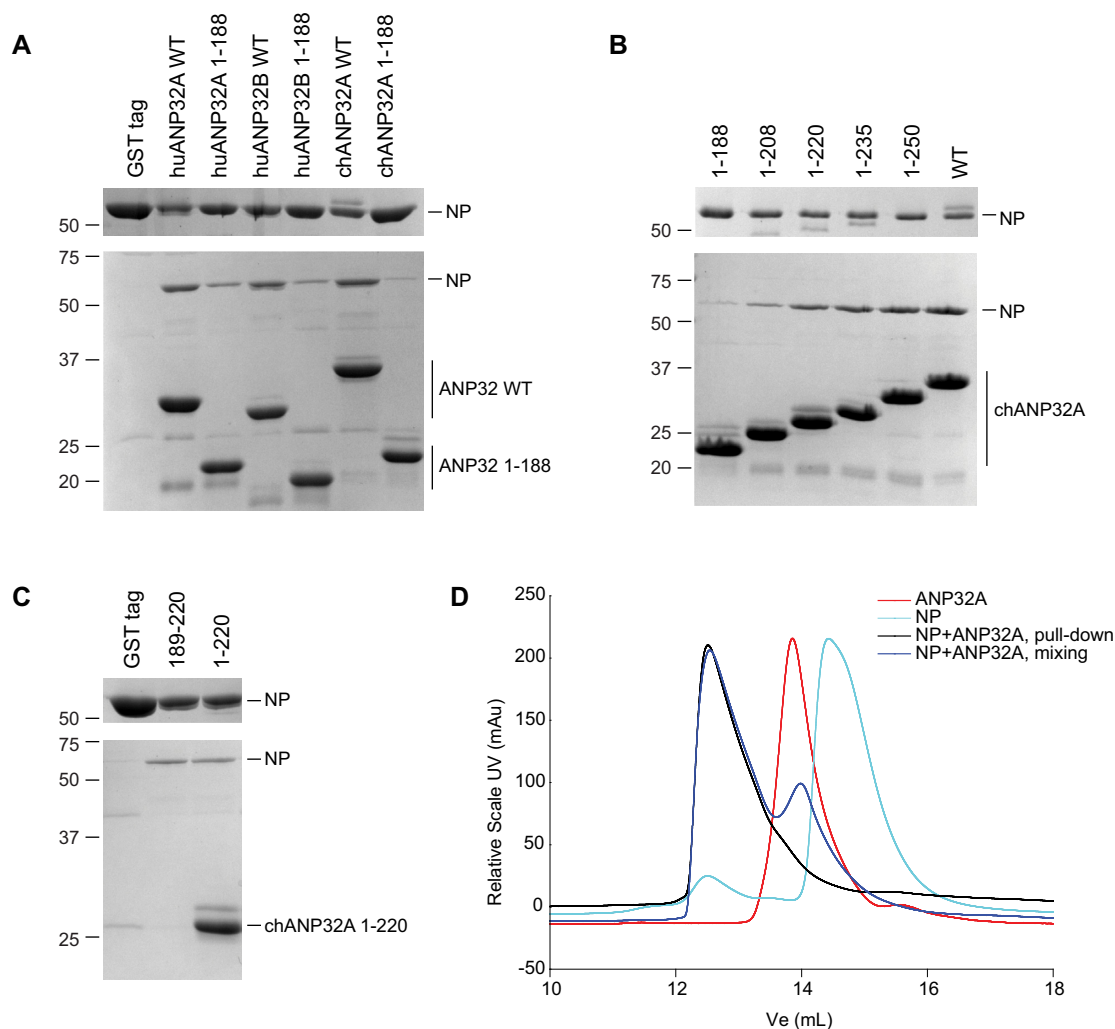 A
GST tag
huANP32A WT
huANP32A 1-188
huANP32B WT
huANP32B 1-188
chANP32A WT
chANP32A 1-188
50
NP
75
50
37
25
20
NP
ANP32 WT
ANP32 1-188
B
1-188
1-208
1-220
1-235
1-250
WT
50
NP
75
50
37
25
20
NP
chANP32A
C
GST tag
189-220
1-220
50
NP
75
50
37
25
NP
chANP32A 1-220
D
250
200
150
100
50
0
-50
Relative Scale UV (mAu)
ANP32A
NP
NP+ANP32A, pull-down
NP+ANP32A, mixing
10 12 14 16 18
Ve (mL)